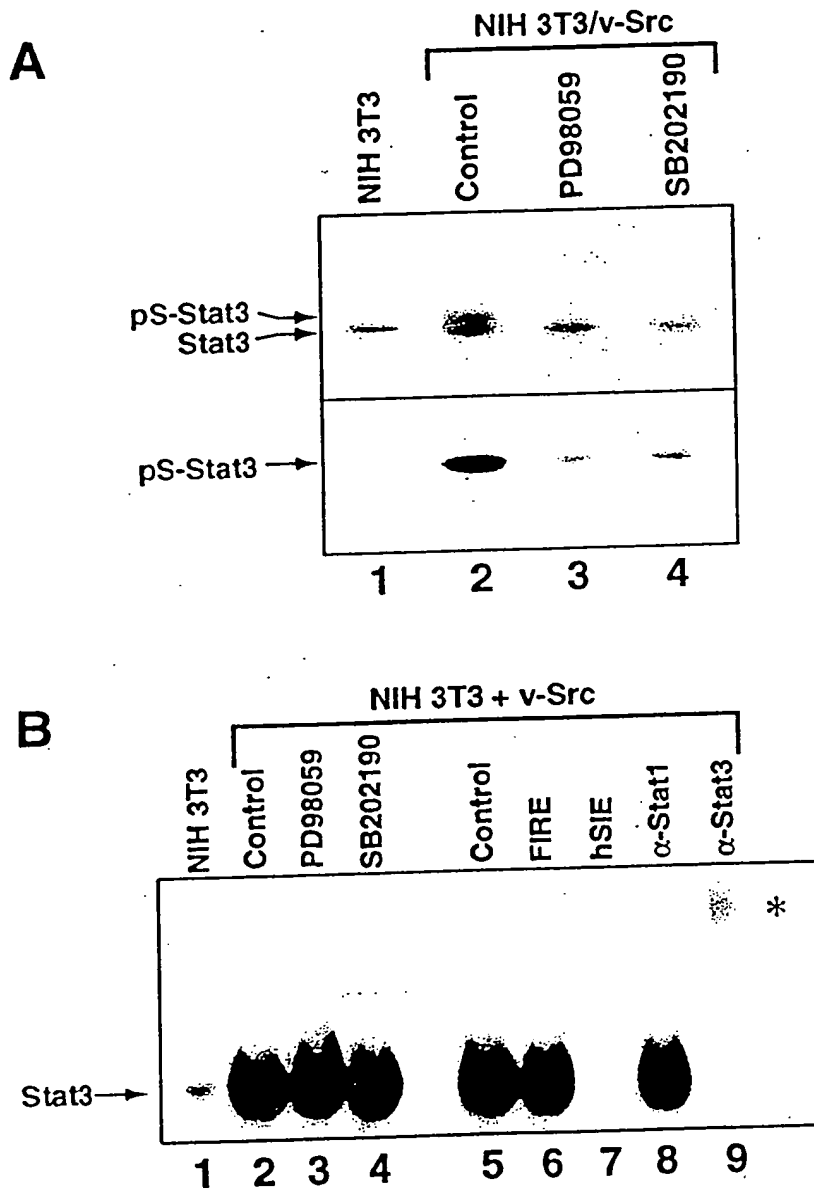 A
NIH 3T3/v-Src
NIH 3T3
Control
PD98059
SB202190
pS-Stat3
Stat3
pS-Stat3
1 2 3 4
B
NIH 3T3 + v-Src
NIH 3T3
Control
PD98059
SB202190
Control
FIRE
hSIE
α-Stat1
α-Stat3
*
Stat3
1 2 3 4 5 6 7 8 9